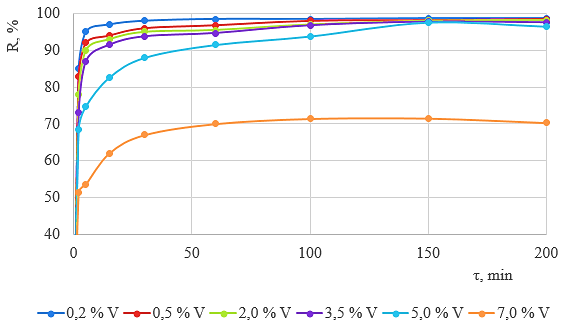 R, %
100
90
80
70
60
50
40
0
50
100
150
200
τ, min
0,2 % V
0,5 % V
2,0 % V
3,5 % V
5,0 % V
7,0 % V